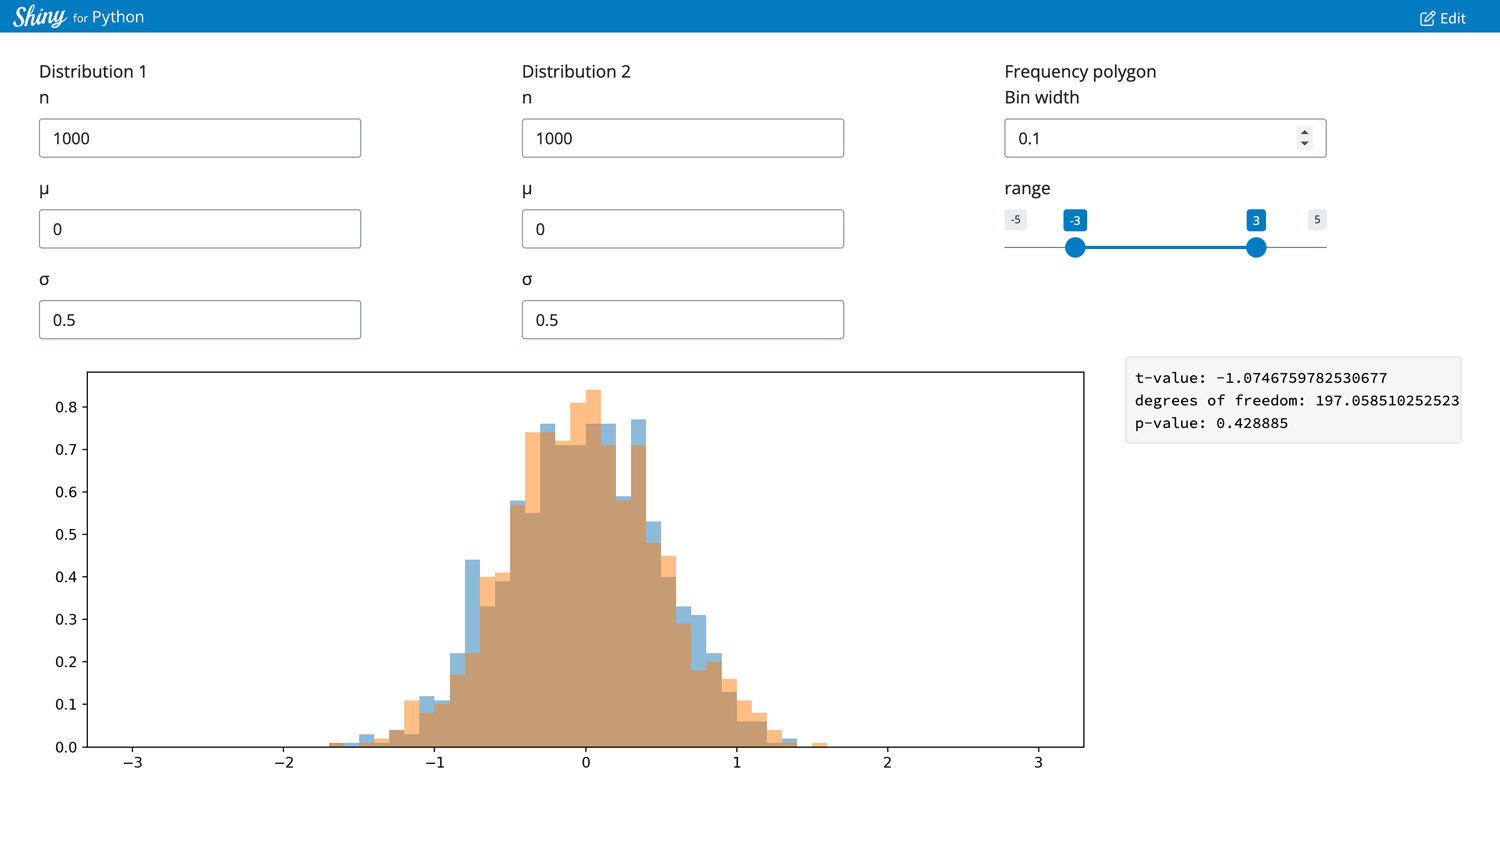 Shiny for Python
Edit
Distribution 1
n
1000
μ
0
σ
0.5
Distribution 2
n
1000
μ
0
σ
0.5
Frequency polygon
Bin width
0.1
range
-5 -3 3 5
t-value: -1.0746759782530677
degrees of freedom: 197.058510252523
p-value: 0.428885
0.8
0.7
0.6
0.5
0.4
0.3
0.2
0.1
0.0
−3 −2 −1 0 1 2 3